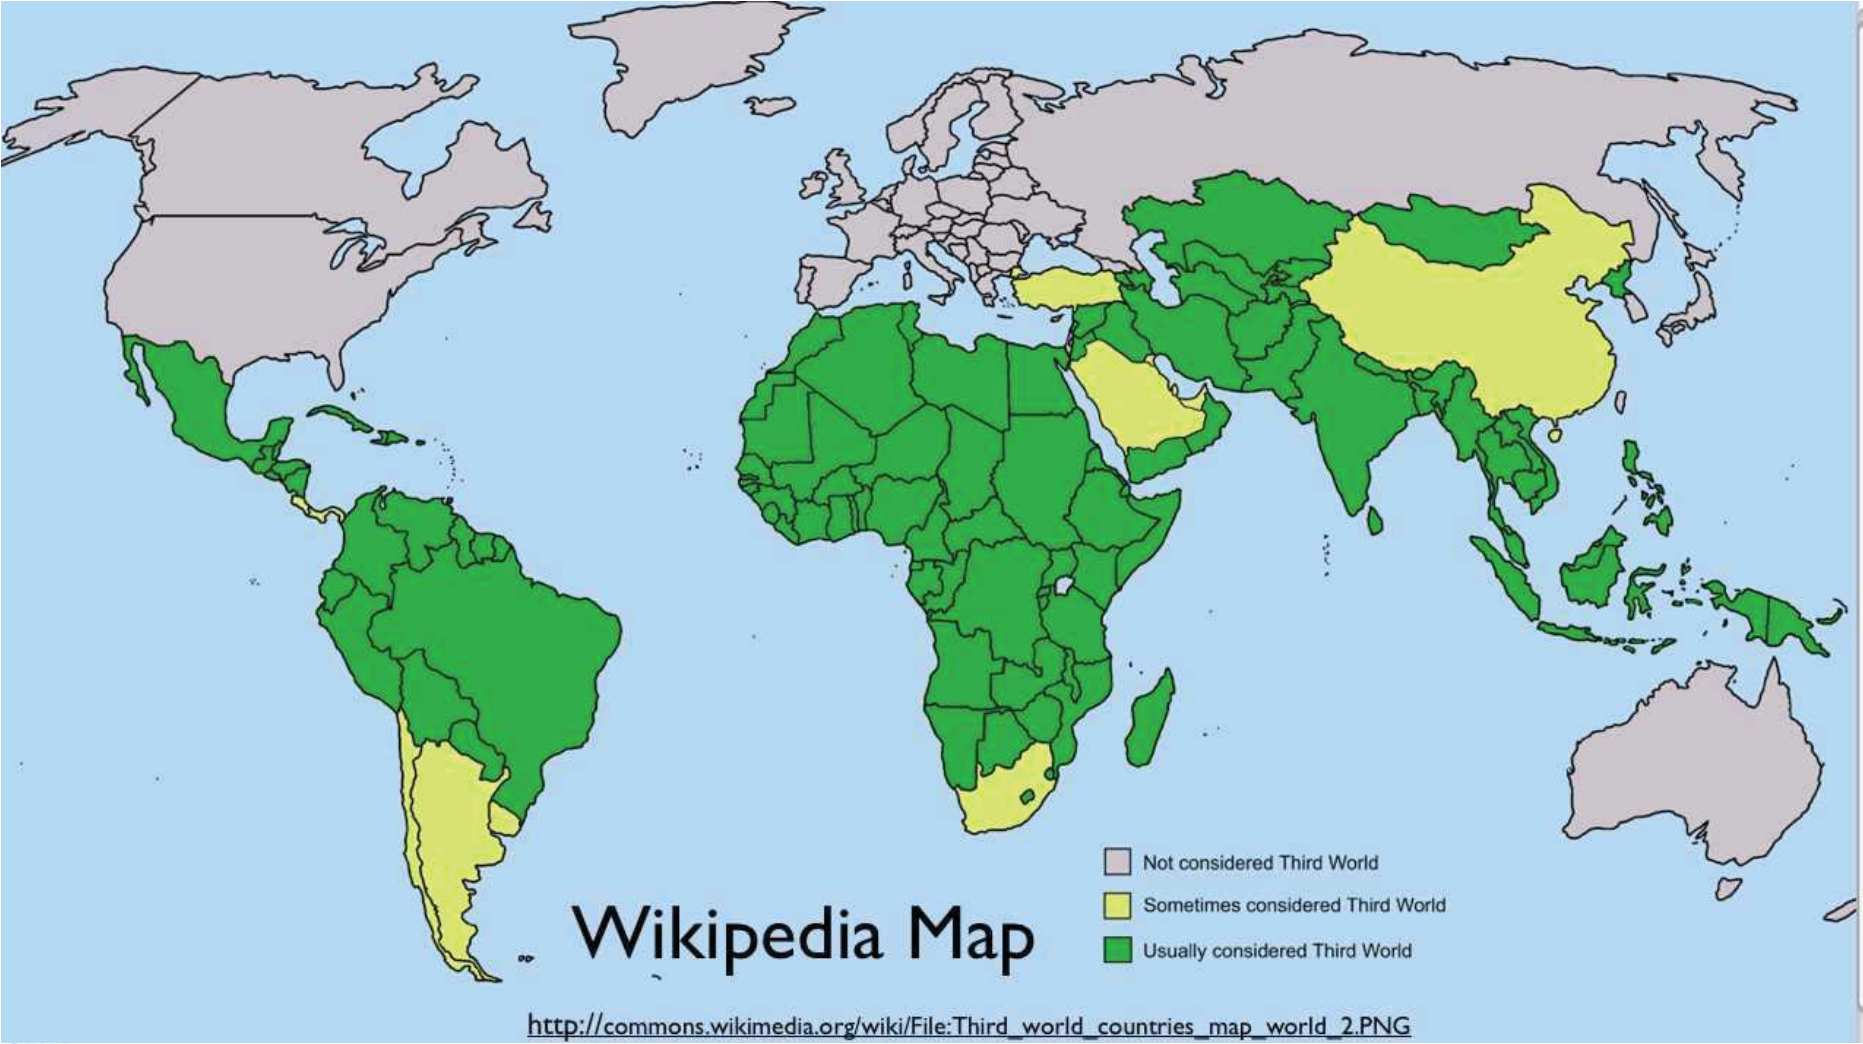 Not considered Third World
Sometimes considered Third World
Usually considered Third World
Wikipedia Map
http://commons.wikimedia.org/wiki/File:Third_world_countries_map_world_2.PNG